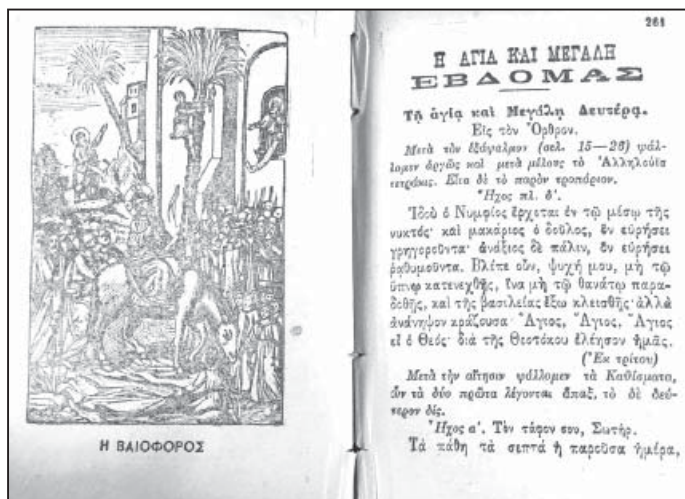 Η ΒΑΙΟΦΟΡΟΣ
261
Η ΑΓΙΑ ΚΑΙ ΜΕΓΑΛΗ
ΕΒΔΟΜΑΣ
Τῇ ἁγίᾳ καὶ Μεγάλῃ Δευτέρᾳ.
Εἰς τὸν Ὄρθρον.
Μετὰ τὸν ἑξάψαλμον (σελ. 15—26) ψάλ-
λομεν ἀργῶς καὶ μετὰ μέλους τὸ Ἀλληλούϊα
τετράκις. Εἶτα δὲ τὸ παρὸν τροπάριον.
Ἦχος πλ. δ΄.
Ἰδοὺ ὁ Νυμφίος ἔρχεται ἐν τῷ μέσῳ τῆς
νυκτός· καὶ μακάριος ὁ δοῦλος, ὃν εὑρήσει
γρηγοροῦντα· ἀνάξιος δὲ πάλιν, ὃν εὑρήσει
ῥαθυμοῦντα. Βλέπε οὖν, ψυχή μου, μὴ τῷ
ὕπνῳ κατενεχθῇς, ἵνα μὴ τῷ θανάτῳ παρα-
δοθῇς, καὶ τῆς βασιλείας ἔξω κλεισθῇς· ἀλλὰ
ἀνάνηψον κράζουσα· Ἅγιος, Ἅγιος, Ἅγιος
εἶ ὁ Θεός· διὰ τῆς Θεοτόκου ἐλέησον ἡμᾶς.
(Ἐκ τρίτου)
Μετὰ τὴν αἴτησιν ψάλλομεν τὰ Καθίσματα,
ὧν τὰ δύο πρῶτα λέγονται ἅπαξ, τὸ δὲ δεύ-
τερον δίς.
Ἦχος α΄. Τὸν τάφον σου, Σωτήρ.
Τὰ πάθη τὰ σεπτὰ ἡ παροῦσα ἡμέρα,